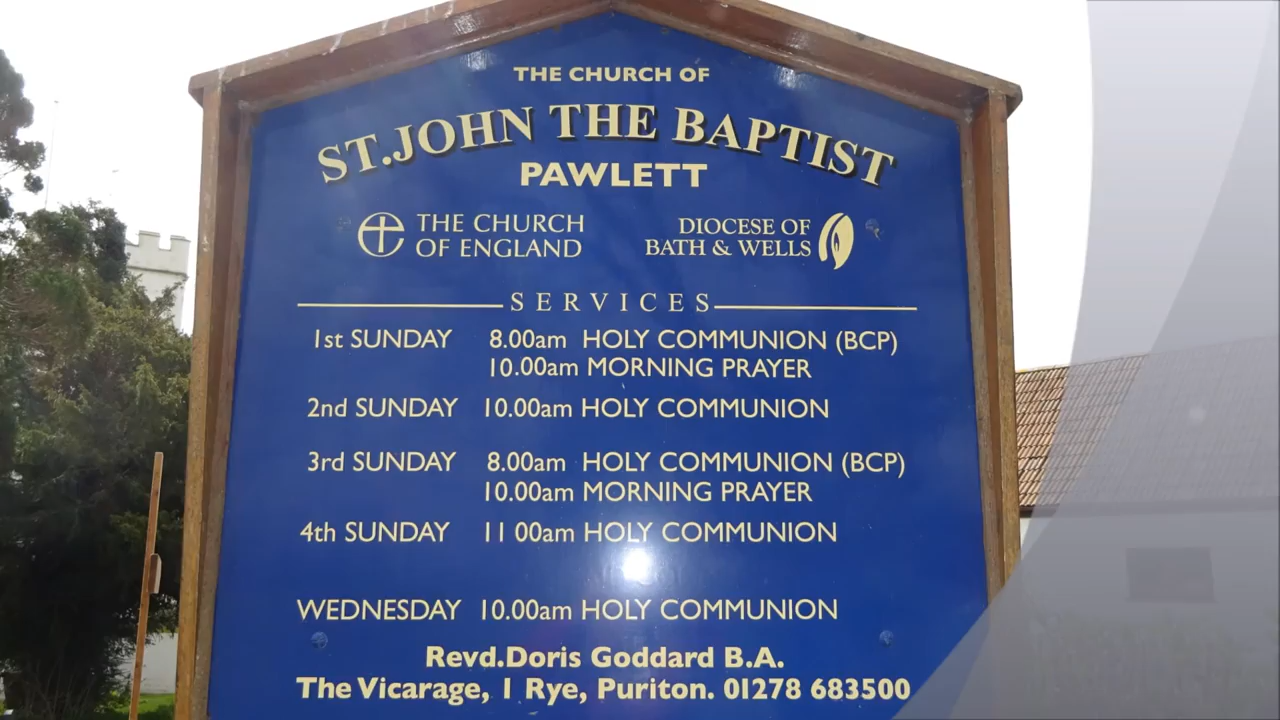 THE CHURCH OF
ST.JOHN THE BAPTIST
PAWLETT
THE CHURCH OF ENGLAND
DIOCESE OF BATH & WELLS
SERVICES
1st SUNDAY 8.00am HOLY COMMUNION (BCP)
10.00am MORNING PRAYER
2nd SUNDAY 10.00am HOLY COMMUNION
3rd SUNDAY 8.00am HOLY COMMUNION (BCP)
10.00am MORNING PRAYER
4th SUNDAY 11 00am HOLY COMMUNION
WEDNESDAY 10.00am HOLY COMMUNION
Revd.Doris Goddard B.A.
The Vicarage, 1 Rye, Puriton. 01278 683500